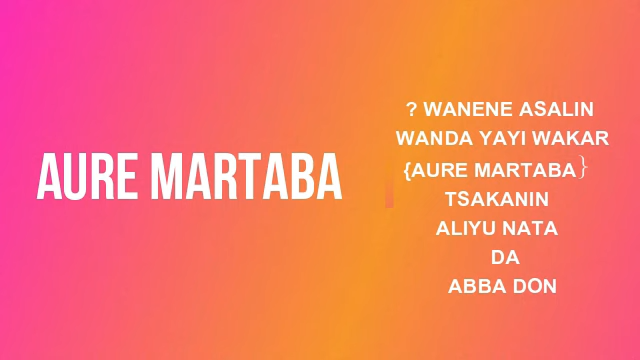 AURE MARTABA
? WANENE ASALIN
WANDA YAYI WAKAR
{AURE MARTABA}
TSAKANIN
ALIYU NATA
DA
ABBA DON